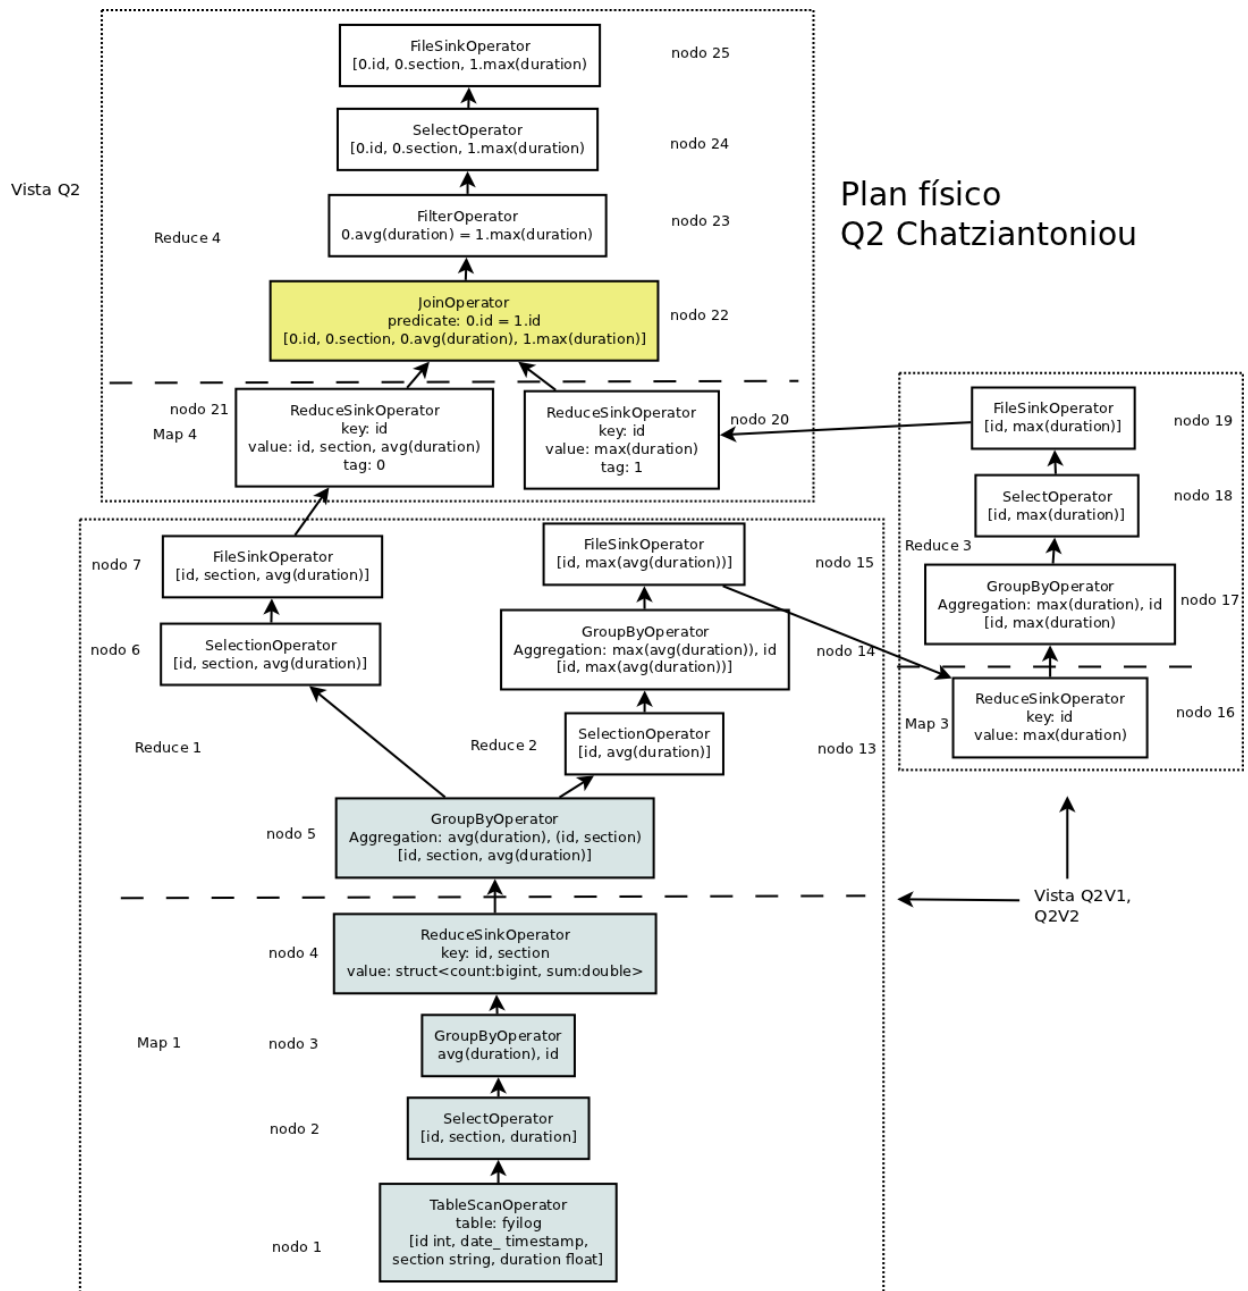 FileSinkOperator
[0.id, 0.section, 1.max(duration)
nodo 25
SelectOperator
[0.id, 0.section, 1.max(duration)
nodo 24
Vista Q2
FilterOperator
0.avg(duration) = 1.max(duration)
nodo 23
Reduce 4
Plan físico
Q2 Chatziantoniou
JoinOperator
predicate: 0.id = 1.id
[0.id, 0.section, 0.avg(duration), 1.max(duration)]
nodo 22
nodo 21
Map 4
ReduceSinkOperator
key: id
value: id, section, avg(duration)
tag: 0
ReduceSinkOperator
key: id
value: max(duration)
tag: 1
nodo 20
FileSinkOperator
[id, max(duration)]
nodo 19
SelectOperator
[id, max(duration)]
nodo 18
Reduce 3
GroupByOperator
Aggregation: max(duration), id
[id, max(duration)
nodo 17
ReduceSinkOperator
key: id
value: max(duration)
nodo 16
Map 3
nodo 7
FileSinkOperator
[id, section, avg(duration)]
FileSinkOperator
[id, max(avg(duration))]
nodo 15
nodo 6
SelectionOperator
[id, section, avg(duration)]
GroupByOperator
Aggregation: max(avg(duration)), id
[id, max(avg(duration))]
nodo 14
Reduce 1
Reduce 2
SelectionOperator
[id, avg(duration)]
nodo 13
nodo 5
GroupByOperator
Aggregation: avg(duration), (id, section)
[id, section, avg(duration)]
Vista Q2V1,
Q2V2
nodo 4
ReduceSinkOperator
key: id, section
value: struct<count:bigint, sum:double>
Map 1
nodo 3
GroupByOperator
avg(duration), id
nodo 2
SelectOperator
[id, section, duration]
nodo 1
TableScanOperator
table: fyilog
[id int, date_ timestamp,
section string, duration float]